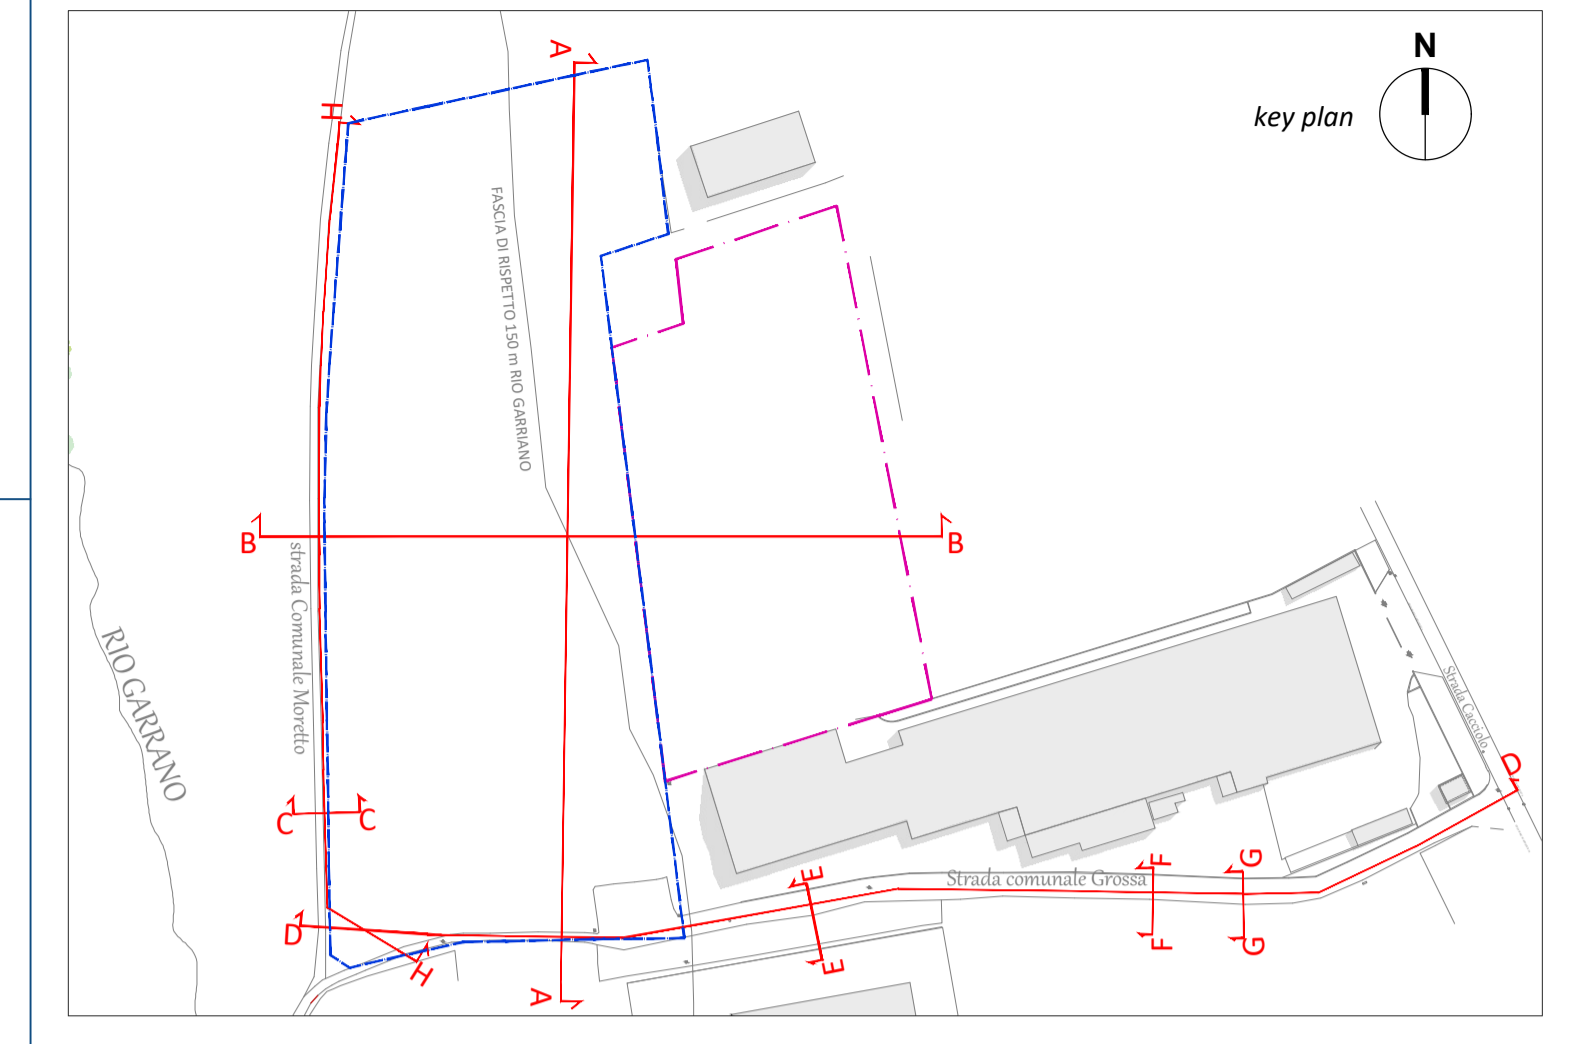 N
key plan
A
H
FASCIA DI RISPETTO 150 m RIO GARRIANO
B
B
strada Comunale Moretto
RIO GARRANO
Strada Cacciolo
D
C
C
E
F
G
Strada comunale Grossa
D
H
E
F
G
A